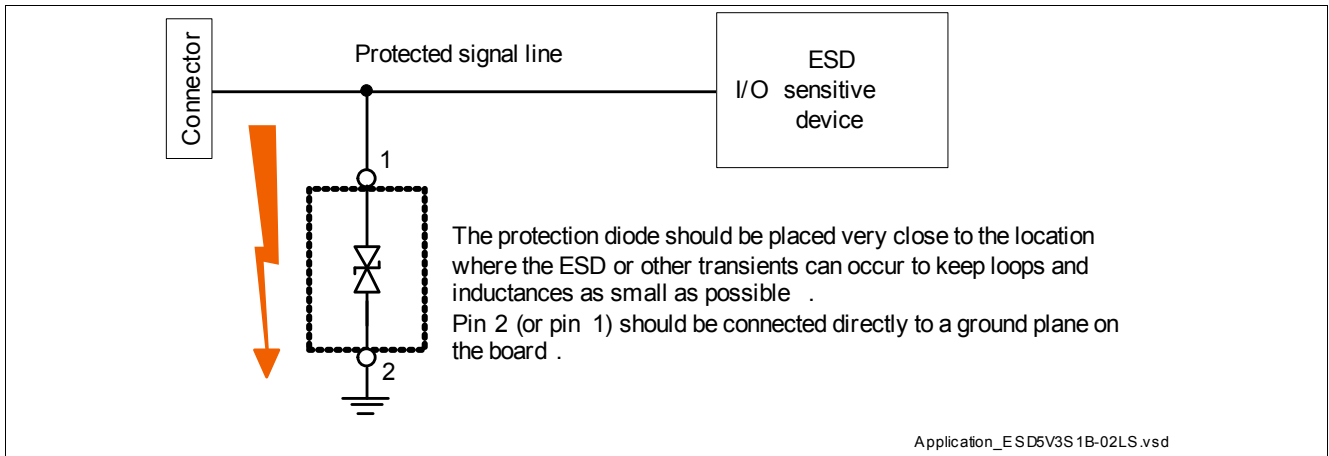 Connector
Protected signal line
ESD
I/O sensitive
device
1
The protection diode should be placed very close to the location
where the ESD or other transients can occur to keep loops and
inductances as small as possible .
Pin 2 (or pin 1) should be connected directly to a ground plane on
the board .
2
Application_ESD5V3S1B-02LS.vsd